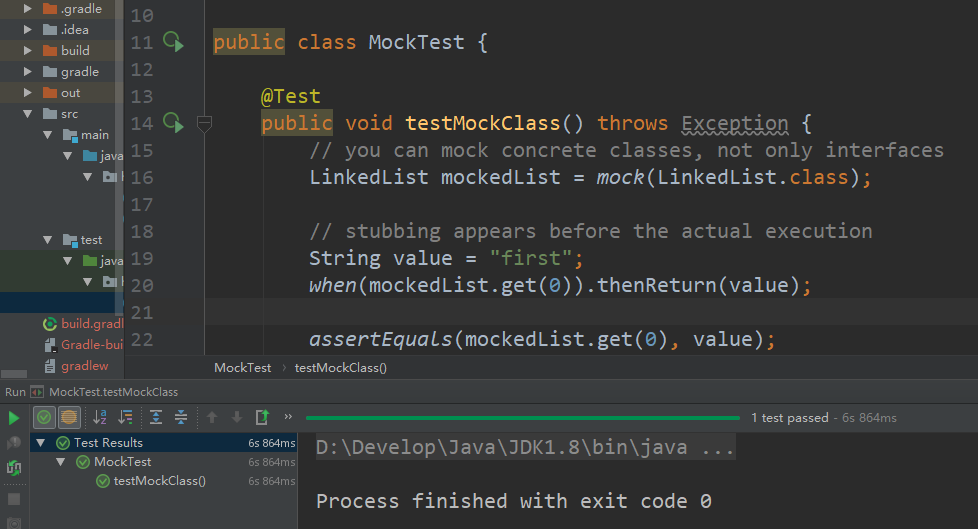 .gradle
.idea
build
gradle
out
src
main
java
test
java
build.gradl
Gradle-bui
gradlew
10
11 public class MockTest {
12
13 @Test
14 public void testMockClass() throws Exception {
15 // you can mock concrete classes, not only interfaces
16 LinkedList mockedList = mock(LinkedList.class);
17
18 // stubbing appears before the actual execution
19 String value = "first";
20 when(mockedList.get(0)).thenReturn(value);
21
22 assertEquals(mockedList.get(0), value);
MockTest › testMockClass()
Run MockTest.testMockClass
» 1 test passed - 6s 864ms
Test Results 6s 864ms
MockTest 6s 864ms
testMockClass() 6s 864ms
D:\Develop\Java\JDK1.8\bin\java ...
Process finished with exit code 0